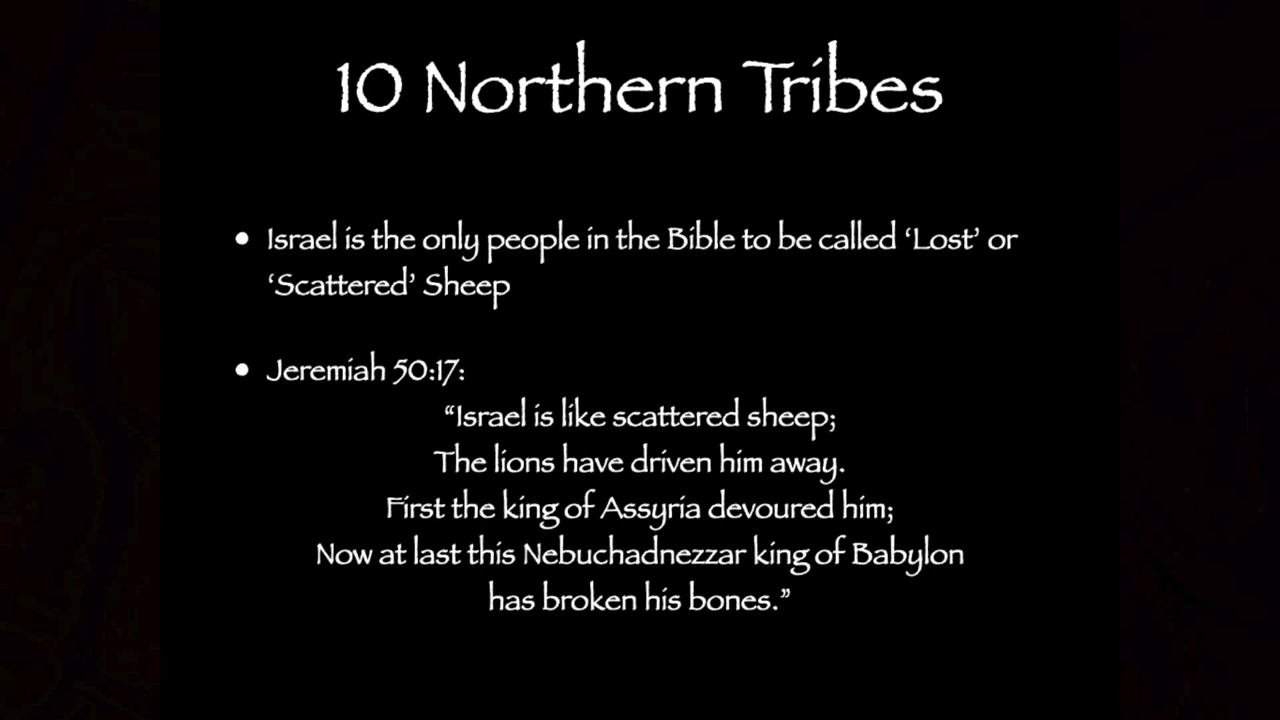 10 Northern Tribes
• Israel is the only people in the Bible to be called ‘Lost’ or
‘Scattered’ Sheep
• Jeremiah 50:17:
“Israel is like scattered sheep;
The lions have driven him away.
First the king of Assyria devoured him;
Now at last this Nebuchadnezzar king of Babylon
has broken his bones.”